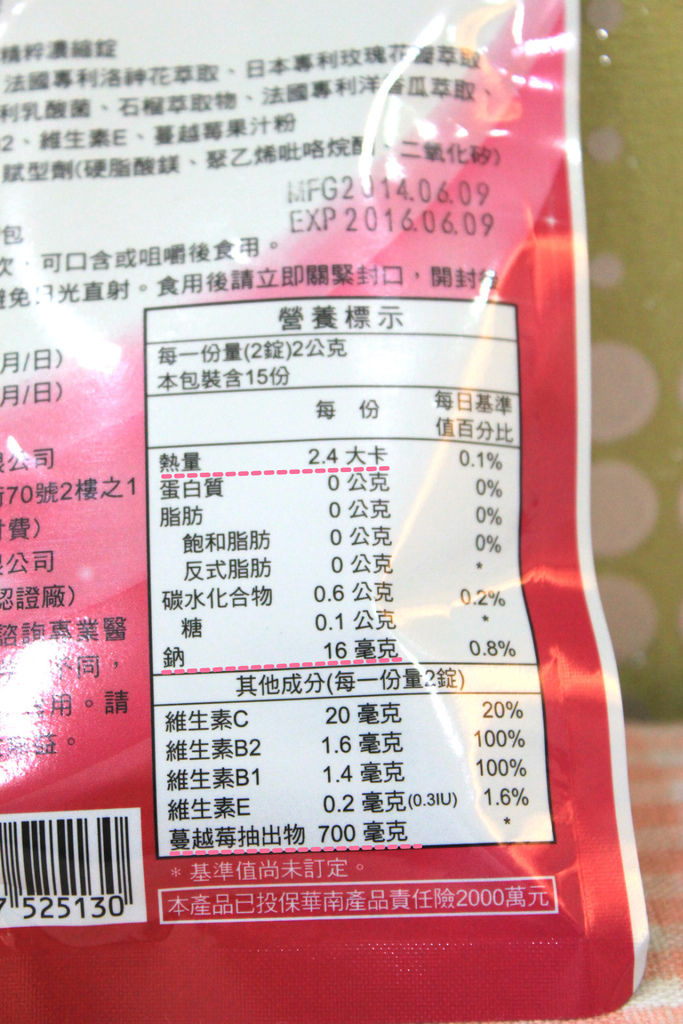 精粹濃縮錠
法國專利洛神花萃取、日本專利玫瑰花瓣萃取
利乳酸菌、石榴萃取物、法國專利洋香瓜萃取、
2、維生素E、蔓越莓果汁粉
賦型劑(硬脂酸鎂、聚乙烯吡咯烷酮、二氧化矽)
MFG2014.06.09
EXP2016.06.09
包
次，可口含或咀嚼後食用。
避免日光直射。食用後請立即關緊封口，開封後
月/日)
月/日)
公司
街70號2樓之1
付費)
公司
認證廠)
諮詢專業醫
不同，
用。請
營養標示
每一份量(2錠)2公克
本包裝含15份
每 份 每日基準值百分比
熱量 2.4 大卡 0.1%
蛋白質 0 公克 0%
脂肪 0 公克 0%
飽和脂肪 0 公克 0%
反式脂肪 0 公克 *
碳水化合物 0.6 公克 0.2%
糖 0.1 公克 *
鈉 16 毫克 0.8%
其他成分(每一份量2錠)
維生素C 20 毫克 20%
維生素B2 1.6 毫克 100%
維生素B1 1.4 毫克 100%
維生素E 0.2 毫克(0.3IU) 1.6%
蔓越莓抽出物 700 毫克 *
* 基準值尚未訂定。
本產品已投保華南產品責任險2000萬元
7 525130